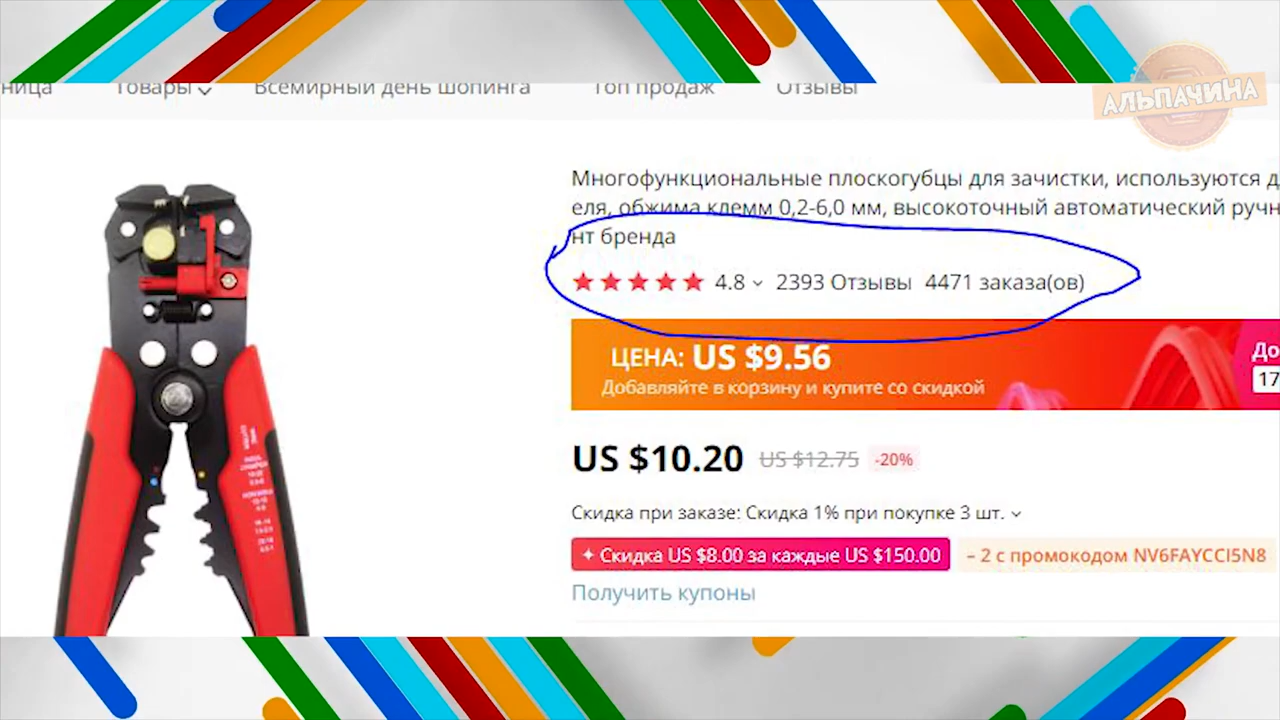 ница Товары Всемирный день шопинга Топ продаж Отзывы
АЛЬПАЧИНА
Многофункциональные плоскогубцы для зачистки, используются д
еля, обжима клемм 0,2-6,0 мм, высокоточный автоматический ручн
нт бренда
4.8 2393 Отзывы 4471 заказа(ов)
ЦЕНА: US $9.56
До
Добавляйте в корзину и купите со скидкой
17
US $10.20 US $12.75 -20%
Скидка при заказе: Скидка 1% при покупке 3 шт.
Скидка US $8.00 за каждые US $150.00 – 2 с промокодом NV6FAYCCI5N8
Получить купоны